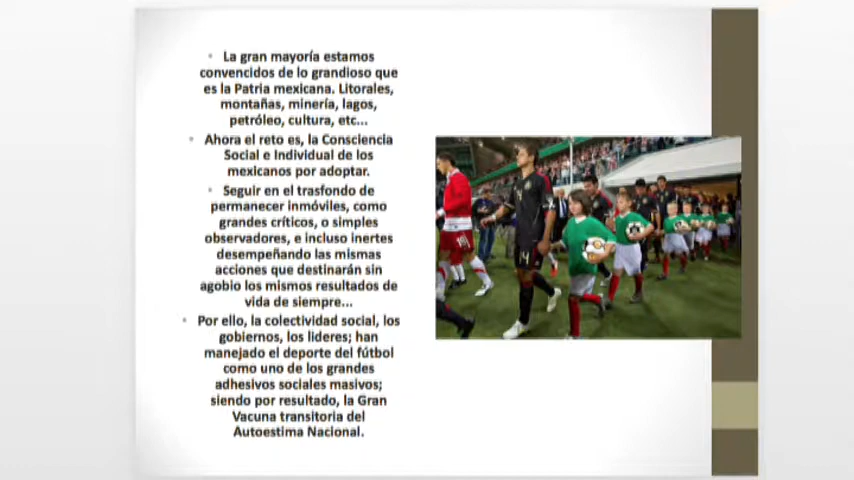 • La gran mayoría estamos
convencidos de lo grandioso que
es la Patria mexicana. Litorales,
montañas, minería, lagos,
petróleo, cultura, etc...
• Ahora el reto es, la Consciencia
Social e Individual de los
mexicanos por adoptar.
• Seguir en el trasfondo de
permanecer inmóviles, como
grandes críticos, o simples
observadores, e incluso inertes
desempeñando las mismas
acciones que destinarán sin
agobio los mismos resultados de
vida de siempre...
• Por ello, la colectividad social, los
gobiernos, los lideres; han
manejado el deporte del fútbol
como uno de los grandes
adhesivos sociales masivos;
siendo por resultado, la Gran
Vacuna transitoria del
Autoestima Nacional.
14